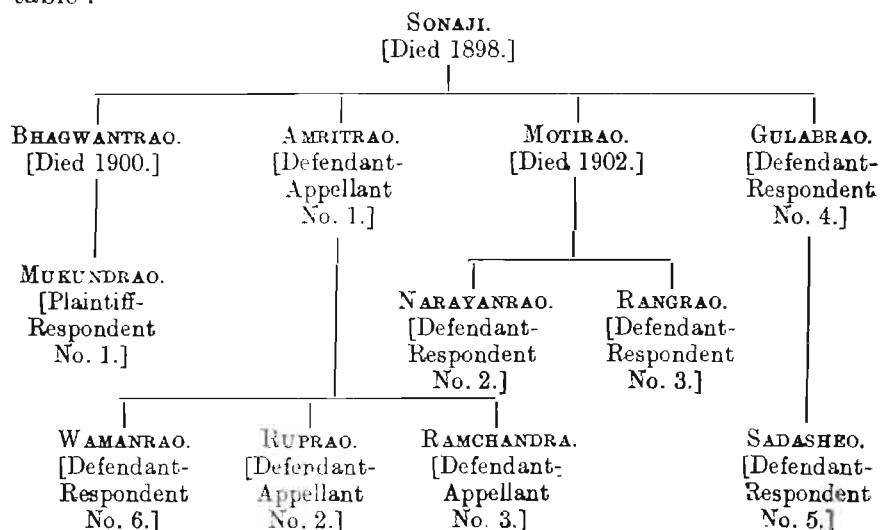 table :
SONAJI.
[Died 1898.]
BHAGWANTRAO.
[Died 1900.]
AMRITRAO.
[Defendant-
Appellant
No. 1.]
MOTIRAO.
[Died 1902.]
GULABRAO.
[Defendant-
Respondent
No. 4.]
MUKUNDRAO.
[Plaintiff-
Respondent
No. 1.]
NARAYANRAO.
[Defendant-
Respondent
No. 2.]
RANGRAO.
[Defendant-
Respondent
No. 3.]
WAMANRAO.
[Defendant-
Respondent
No. 6.]
RUPRAO.
[Defendant-
Appellant
No. 2.]
RAMCHANDRA.
[Defendant-
Appellant
No. 3.]
SADASHEO.
[Defendant-
Respondent
No. 5.]